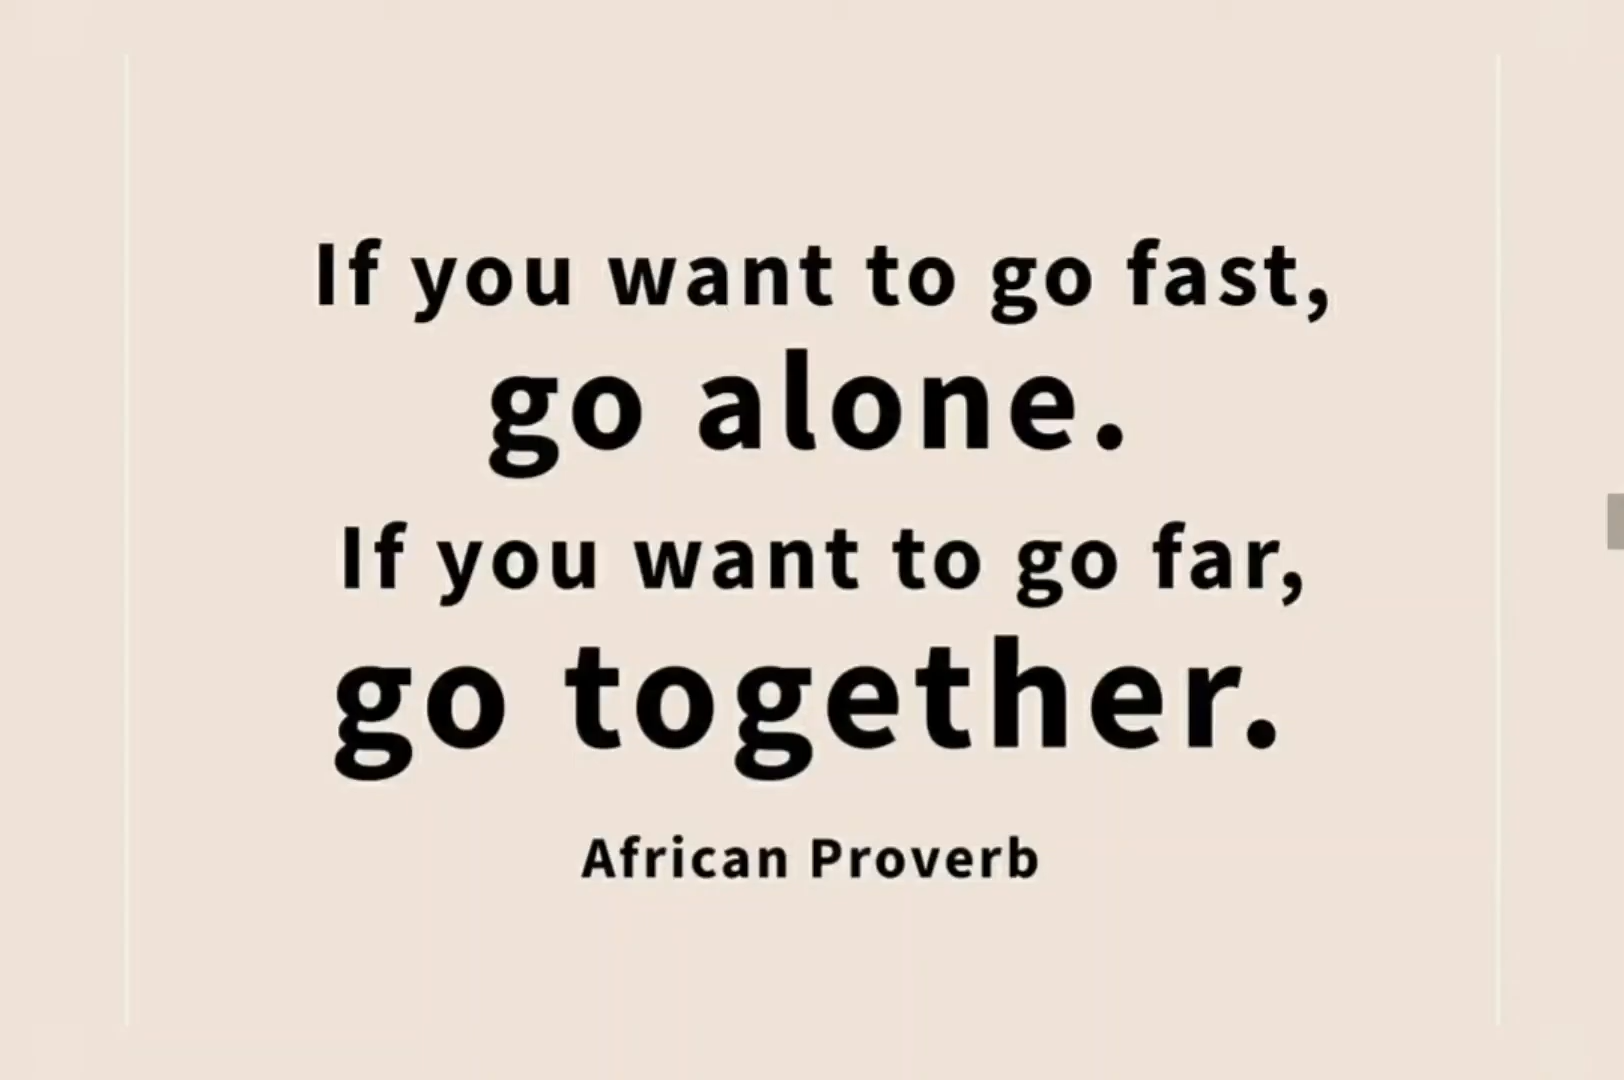 If you want to go fast,
go alone.
If you want to go far,
go together.
African Proverb